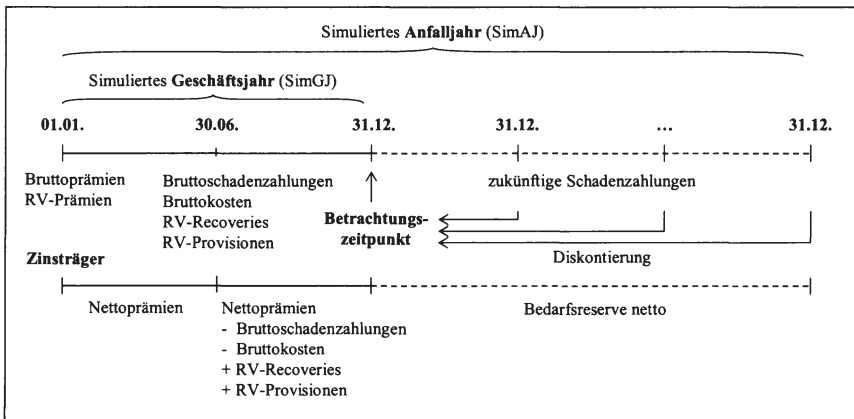 Simuliertes Anfalljahr (SimAJ)
Simuliertes Geschäftsjahr (SimGJ)
01.01. 30.06. 31.12. 31.12. ... 31.12.
Bruttoprämien
RV-Prämien
Bruttoschadenzahlungen
Bruttokosten
RV-Recoveries
RV-Provisionen
Betrachtungs-
zeitpunkt
zukünftige Schadenzahlungen
Diskontierung
Zinsträger
Nettoprämien
Nettoprämien
- Bruttoschadenzahlungen
- Bruttokosten
+ RV-Recoveries
+ RV-Provisionen
Bedarfsreserve netto